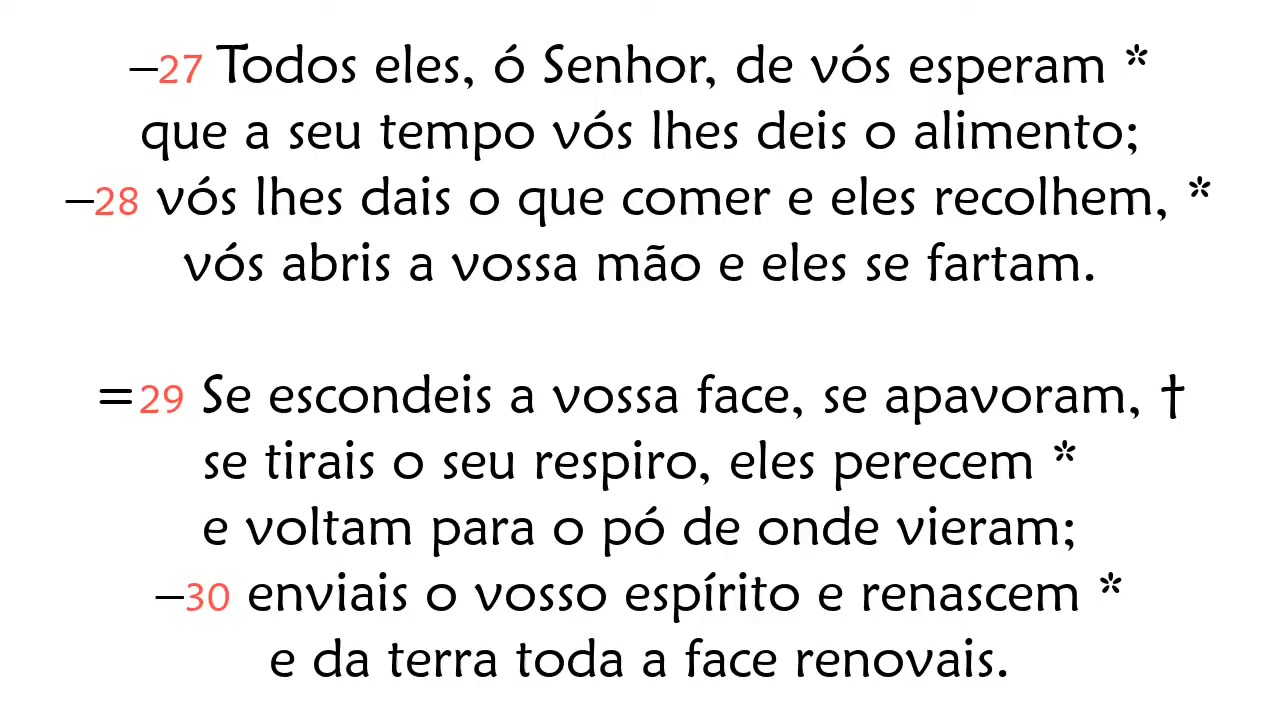 –27 Todos eles, ó Senhor, de vós esperam *
que a seu tempo vós lhes deis o alimento;
–28 vós lhes dais o que comer e eles recolhem, *
vós abris a vossa mão e eles se fartam.
=29 Se escondeis a vossa face, se apavoram, †
se tirais o seu respiro, eles perecem *
e voltam para o pó de onde vieram;
–30 enviais o vosso espírito e renascem *
e da terra toda a face renovais.